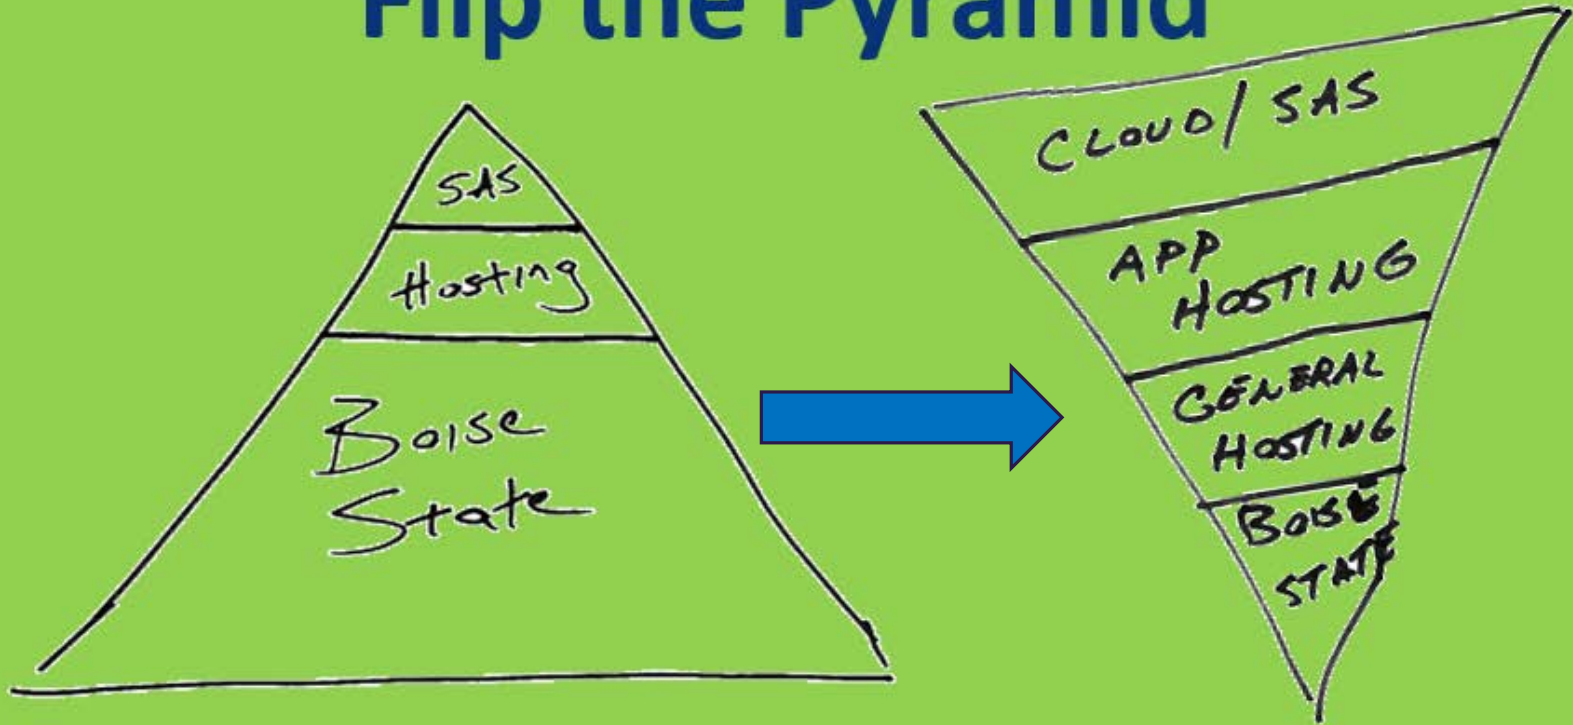 Flip the Pyramid
SAS
Hosting
Boise
State
CLOUD/SAS
APP
HOSTING
GENERAL
HOSTING
BOISE
STATE